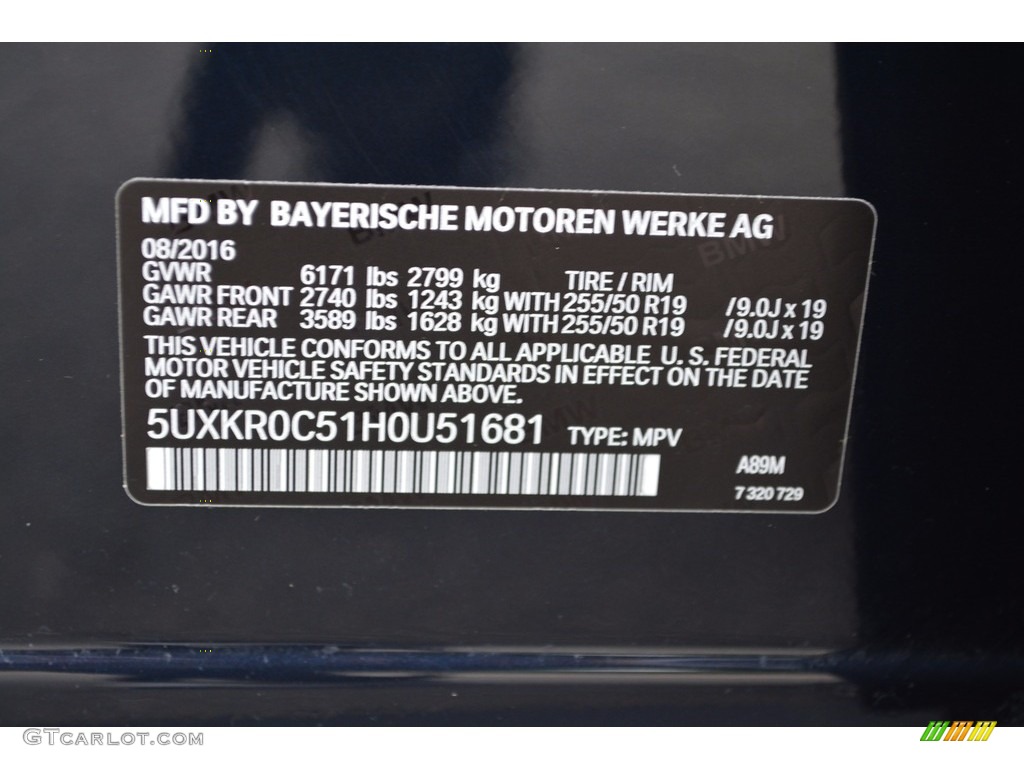 MFD BY BAYERISCHE MOTOREN WERKE AG
08/2016
GVWR 6171 lbs 2799 kg TIRE / RIM
GAWR FRONT 2740 lbs 1243 kg WITH 255/50 R19 /9.0J x 19
GAWR REAR 3589 lbs 1628 kg WITH 255/50 R19 /9.0J x 19
THIS VEHICLE CONFORMS TO ALL APPLICABLE U. S. FEDERAL
MOTOR VEHICLE SAFETY STANDARDS IN EFFECT ON THE DATE
OF MANUFACTURE SHOWN ABOVE.
5UXKR0C51H0U51681 TYPE: MPV
A89M
7 320 729
GTCARLOT.COM